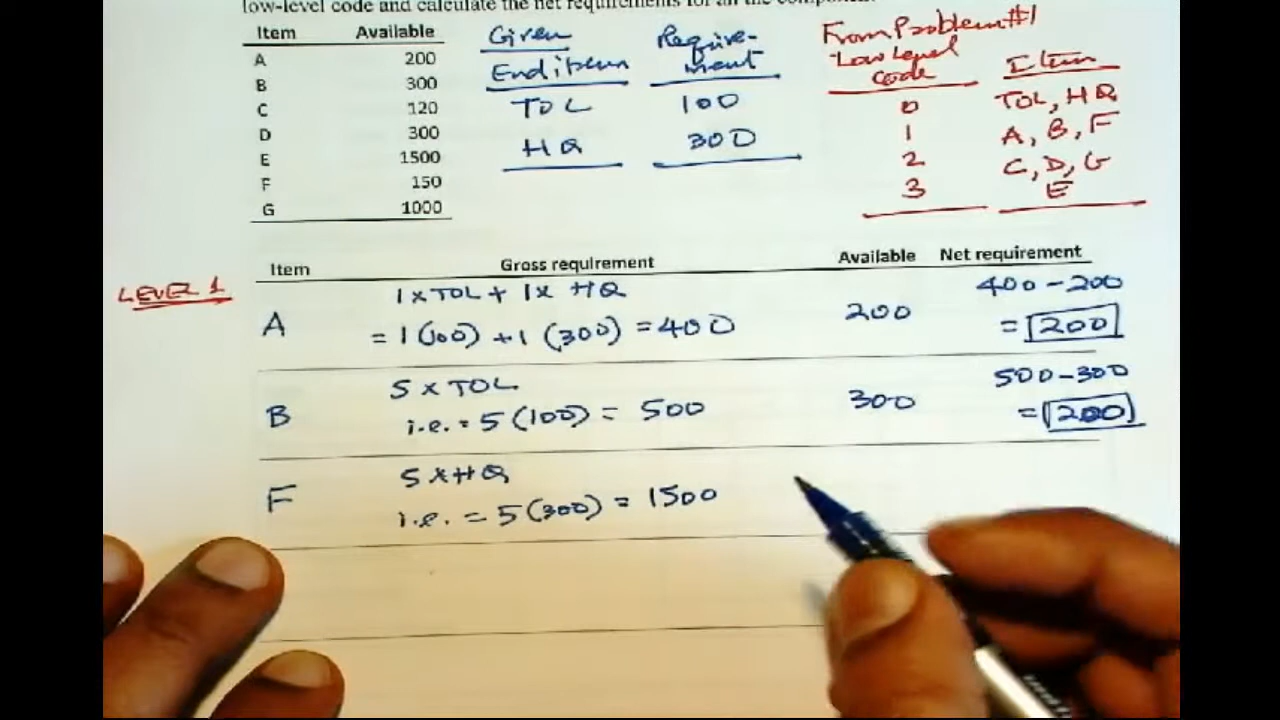 low-level code and calculate the net requirements for all the component
Item Available
A 200
B 300
C 120
D 300
E 1500
F 150
G 1000
Given
End item Require-
ment
TOL 100
HQ 300
From Problem #1
Low Level
Code Item
0 TOL, HQ
1 A, B, F
2 C, D, G
3 E
LEVEL 1
Item Gross requirement Available Net requirement
A 1 x TOL + 1 x HQ
= 1 (100) + 1 (300) = 400 200 400 - 200
= 200
B 5 x TOL
i.e. = 5 (100) = 500 300 500 - 300
= 200
F 5 x HQ
i.e. = 5 (300) = 1500